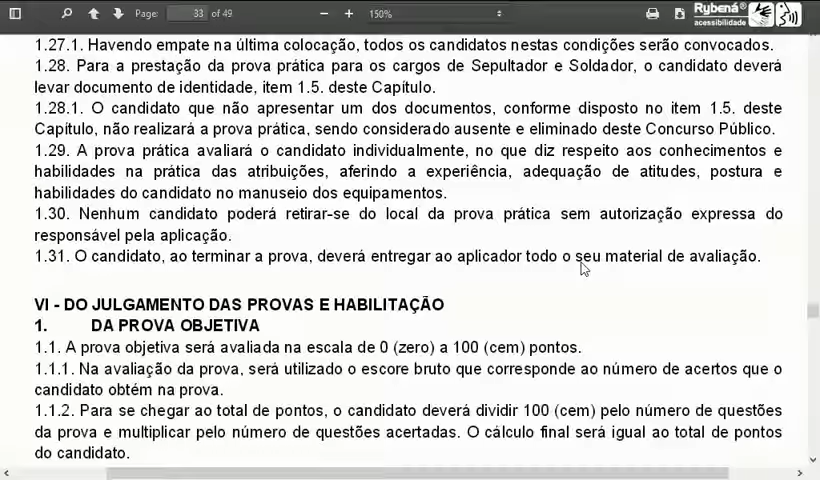 Page: 33 of 49 150% Rybená®
acessibilidade
1.27.1. Havendo empate na última colocação, todos os candidatos nestas condições serão convocados.
1.28. Para a prestação da prova prática para os cargos de Sepultador e Soldador, o candidato deverá
levar documento de identidade, item 1.5. deste Capítulo.
1.28.1. O candidato que não apresentar um dos documentos, conforme disposto no item 1.5. deste
Capítulo, não realizará a prova prática, sendo considerado ausente e eliminado deste Concurso Público.
1.29. A prova prática avaliará o candidato individualmente, no que diz respeito aos conhecimentos e
habilidades na prática das atribuições, aferindo a experiência, adequação de atitudes, postura e
habilidades do candidato no manuseio dos equipamentos.
1.30. Nenhum candidato poderá retirar-se do local da prova prática sem autorização expressa do
responsável pela aplicação.
1.31. O candidato, ao terminar a prova, deverá entregar ao aplicador todo o seu material de avaliação.
VI - DO JULGAMENTO DAS PROVAS E HABILITAÇÃO
1. DA PROVA OBJETIVA
1.1. A prova objetiva será avaliada na escala de 0 (zero) a 100 (cem) pontos.
1.1.1. Na avaliação da prova, será utilizado o escore bruto que corresponde ao número de acertos que o
candidato obtém na prova.
1.1.2. Para se chegar ao total de pontos, o candidato deverá dividir 100 (cem) pelo número de questões
da prova e multiplicar pelo número de questões acertadas. O cálculo final será igual ao total de pontos
do candidato.